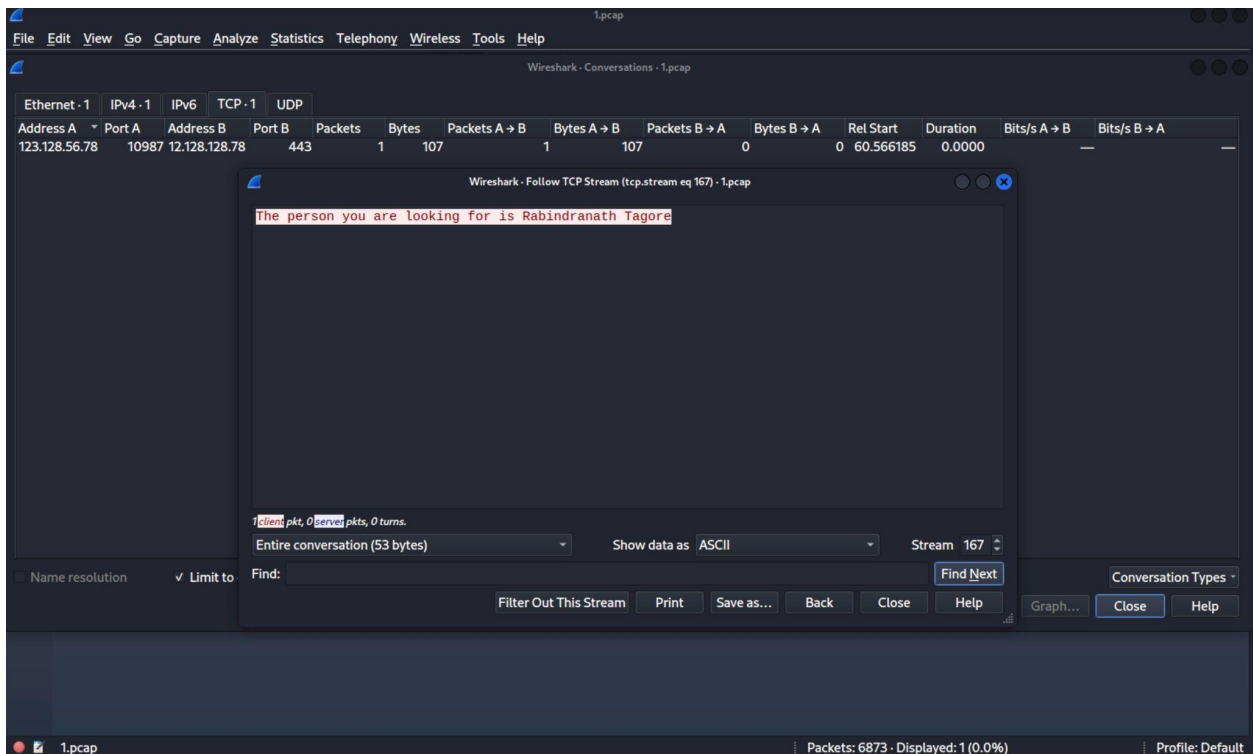 1.pcap
File Edit View Go Capture Analyze Statistics Telephony Wireless Tools Help
Wireshark · Conversations · 1.pcap
Ethernet · 1 IPv4 · 1 IPv6 TCP · 1 UDP
Address A Port A Address B Port B Packets Bytes Packets A → B Bytes A → B Packets B → A Bytes B → A Rel Start Duration Bits/s A → B Bits/s B → A
123.128.56.78 10987 12.128.128.78 443 1 107 1 107 0 0 60.566185 0.0000 — —
Wireshark · Follow TCP Stream (tcp.stream eq 167) · 1.pcap
The person you are looking for is Rabindranath Tagore
1 client pkt, 0 server pkts, 0 turns.
Entire conversation (53 bytes) Show data as ASCII Stream 167
Name resolution Limit to Find: Find Next Conversation Types
Filter Out This Stream Print Save as... Back Close Help Graph... Close Help
1.pcap Packets: 6873 · Displayed: 1 (0.0%) Profile: Default